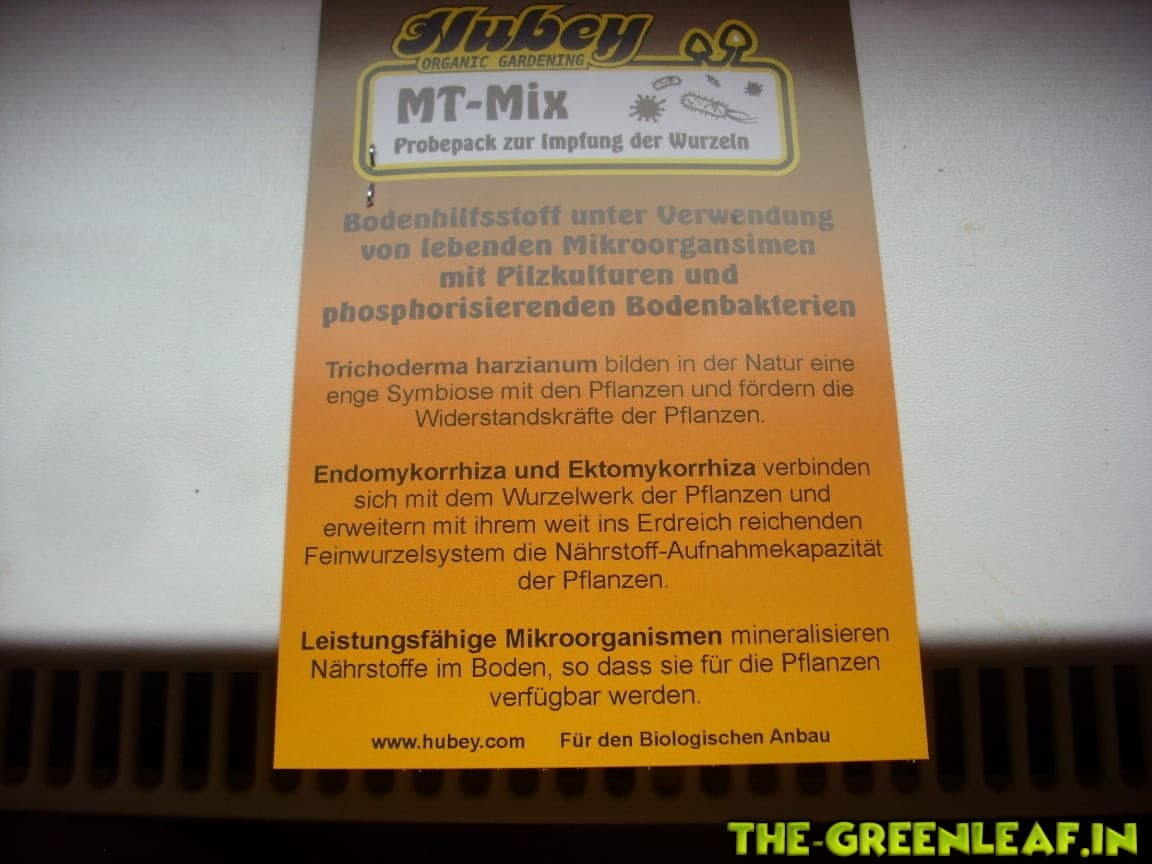 Hubey
ORGANIC GARDENING
MT-Mix
Probepack zur Impfung der Wurzeln
Bodenhilfsstoff unter Verwendung
von lebenden Mikroorgansimen
mit Pilzkulturen und
phosphorisierenden Bodenbakterien
Trichoderma harzianum bilden in der Natur eine
enge Symbiose mit den Pflanzen und fördern die
Widerstandskräfte der Pflanzen.
Endomykorrhiza und Ektomykorrhiza verbinden
sich mit dem Wurzelwerk der Pflanzen und
erweitern mit ihrem weit ins Erdreich reichenden
Feinwurzelsystem die Nährstoff-Aufnahmekapazität
der Pflanzen.
Leistungsfähige Mikroorganismen mineralisieren
Nährstoffe im Boden, so dass sie für die Pflanzen
verfügbar werden.
www.hubey.com Für den Biologischen Anbau
THE-GREENLEAF.IN